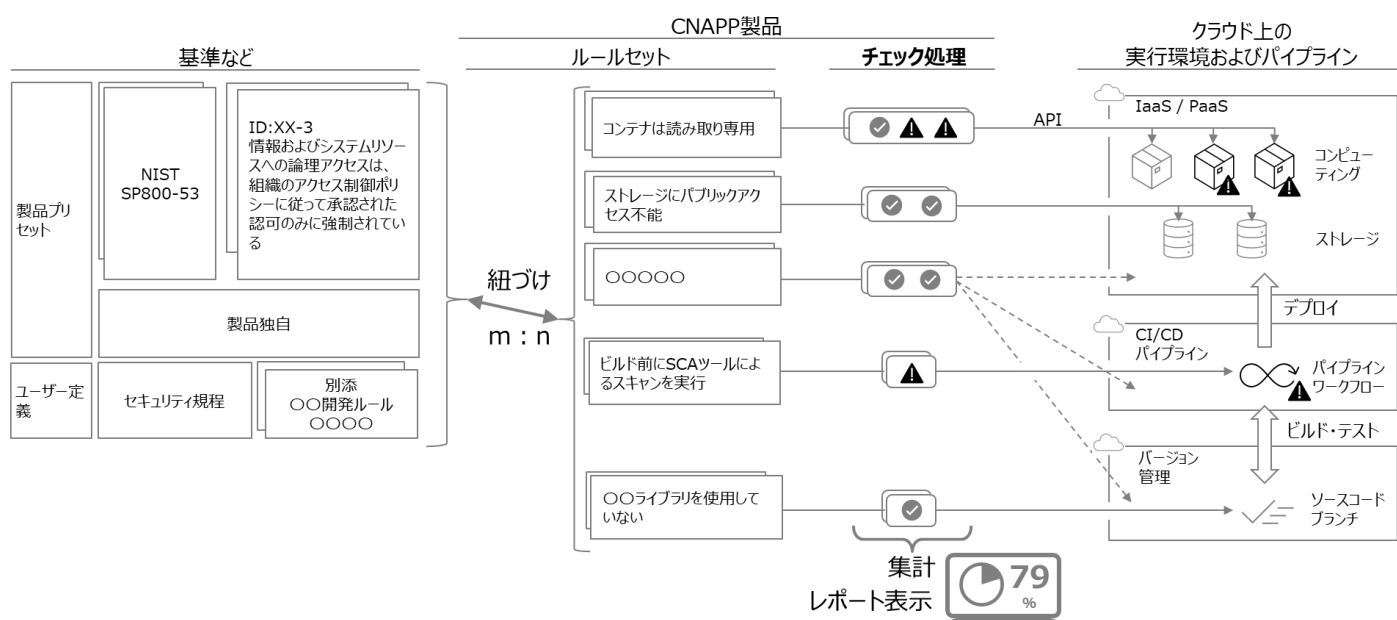 CNAPP製品
クラウド上の
実行環境およびパイプライン
基準など
ルールセット
チェック処理
製品プリ
セット
NIST
SP800-53
ID:XX-3
情報およびシステムリソー
スへの論理アクセスは、
組織のアクセス制御ポリ
シーに従って承認された
認可のみに強制されてい
る
製品独自
ユーザー定
義
セキュリティ規程
別添
〇〇開発ルール
〇〇〇〇
紐づけ
m：n
コンテナは読み取り専用
ストレージにパブリックアク
セス不能
〇〇〇〇〇
ビルド前にSCAツールによ
るスキャンを実行
〇〇ライブラリを使用して
いない
API
IaaS / PaaS
コンピュー
ティング
ストレージ
デプロイ
CI/CD
パイプライン
パイプライン
ワークフロー
ビルド・テスト
バージョン
管理
ソースコード
ブランチ
集計
レポート表示
79
%